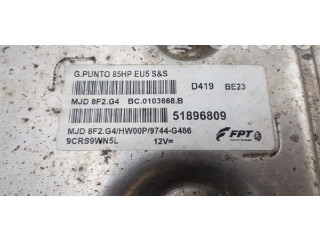 G.PUNTO 85HP EU5 S&S
D419 BE23
MJD 8F2.G4 BC.0103668.B
51896809
MJD 8F2.G4/HW00P/9744-G486
9CRS9WN5L 12V=
FPT